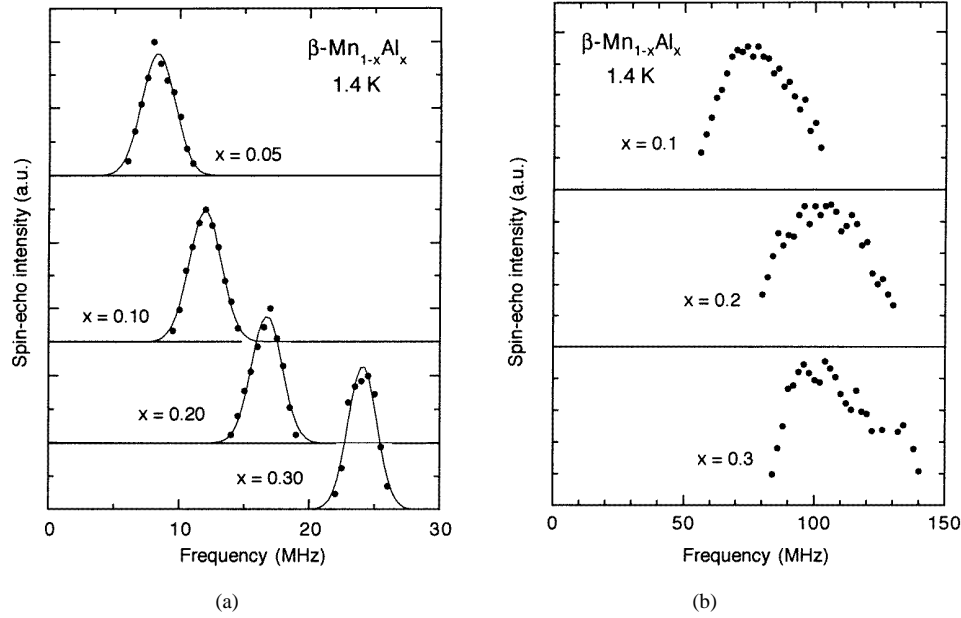 β-Mn₁₋ₓAlₓ
1.4 K
x = 0.05
x = 0.10
x = 0.20
x = 0.30
Spin-echo intensity (a.u.)
0 10 20 30
Frequency (MHz)
(a)
β-Mn₁₋ₓAlₓ
1.4 K
x = 0.1
x = 0.2
x = 0.3
Spin-echo intensity (a.u.)
0 50 100 150
Frequency (MHz)
(b)